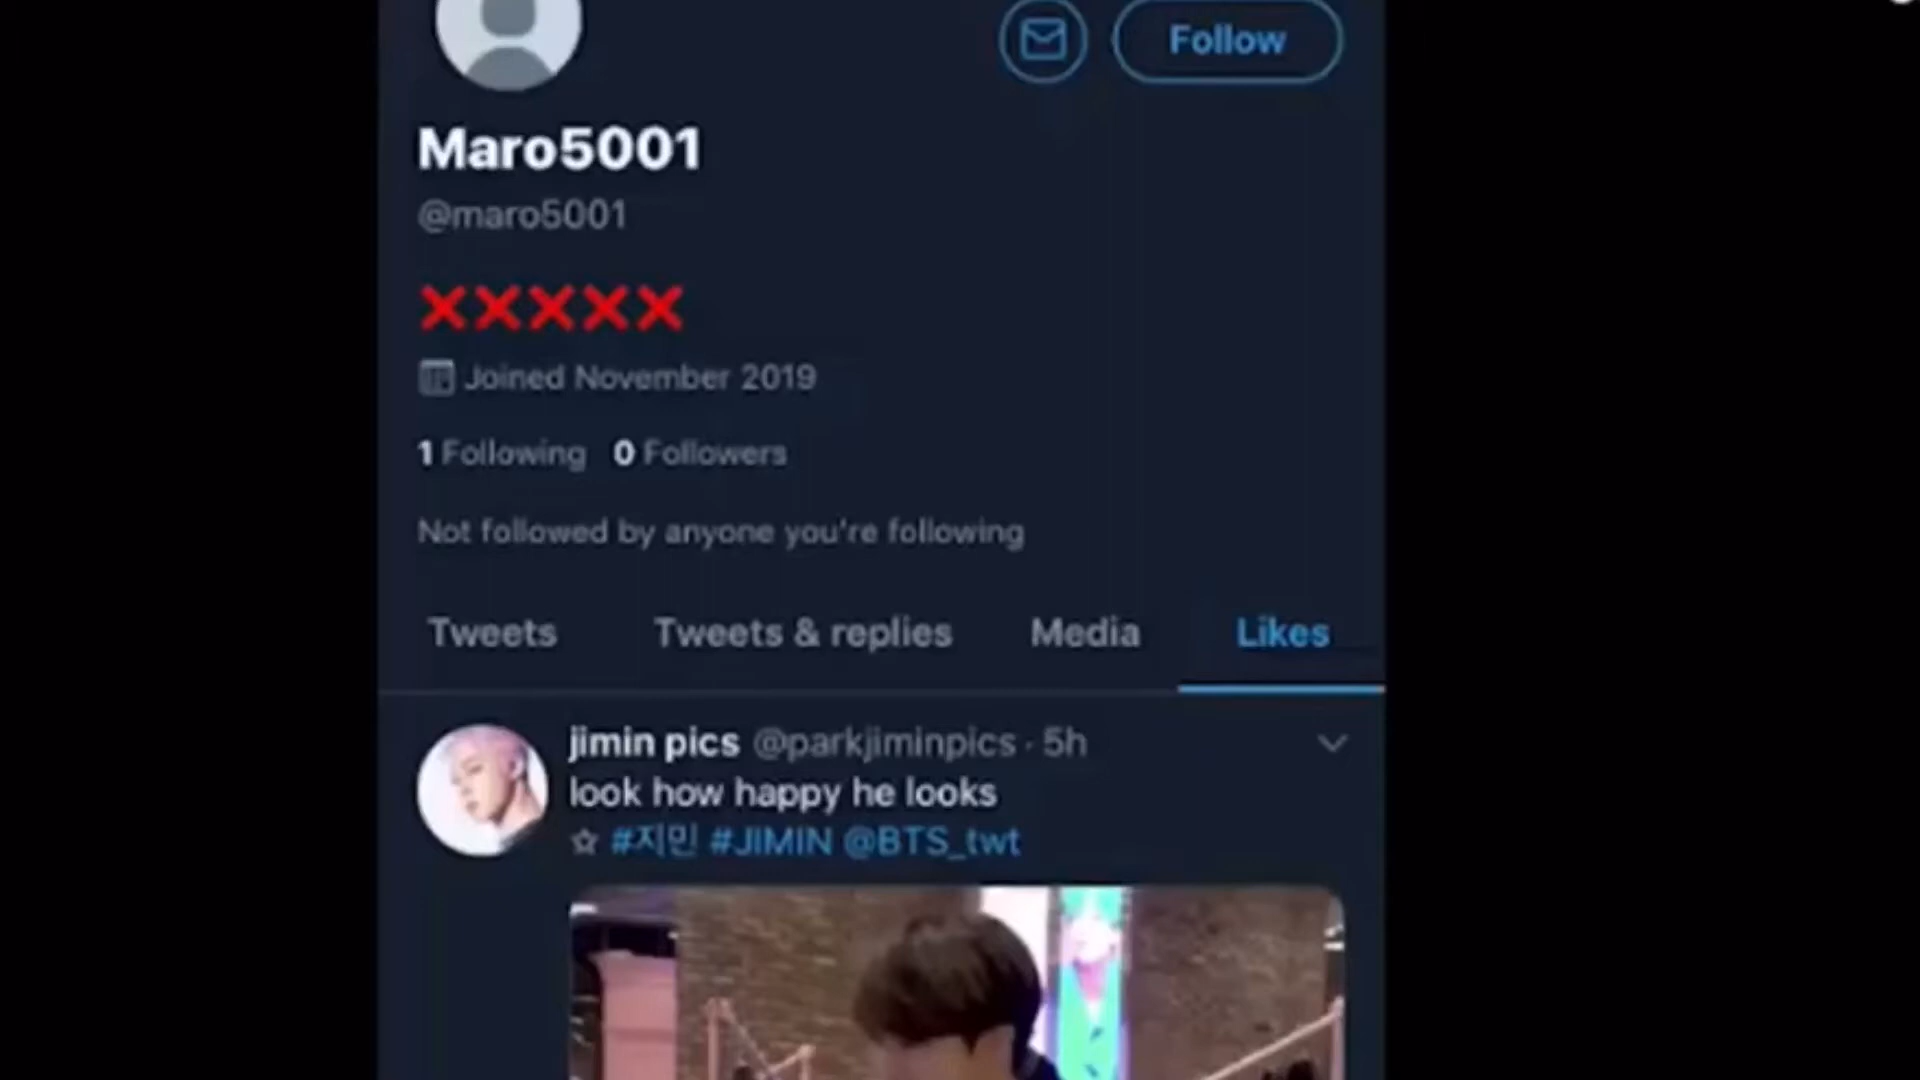 Follow
Maro5001
@maro5001
❌❌❌❌❌
Joined November 2019
1 Following 0 Followers
Not followed by anyone you're following
Tweets Tweets & replies Media Likes
jimin pics @parkjiminpics · 5h
look how happy he looks
☆ #지민 #JIMIN @BTS_twt